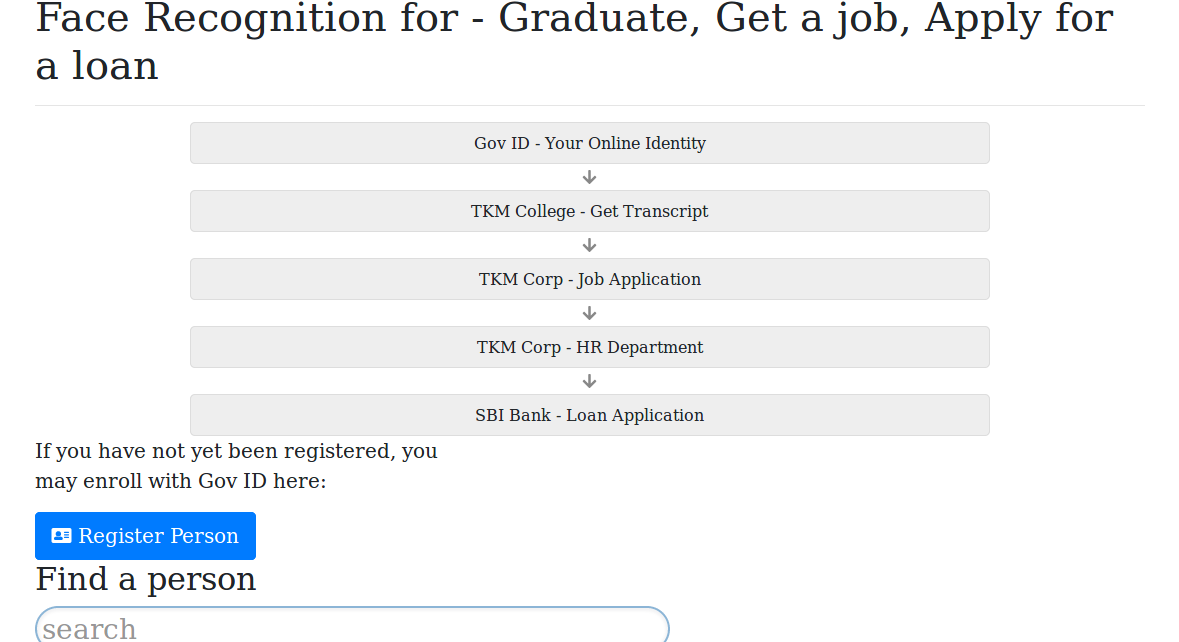 Face Recognition for - Graduate, Get a job, Apply for
a loan
Gov ID - Your Online Identity
TKM College - Get Transcript
TKM Corp - Job Application
TKM Corp - HR Department
SBI Bank - Loan Application
If you have not yet been registered, you
may enroll with Gov ID here:
Register Person
Find a person
search